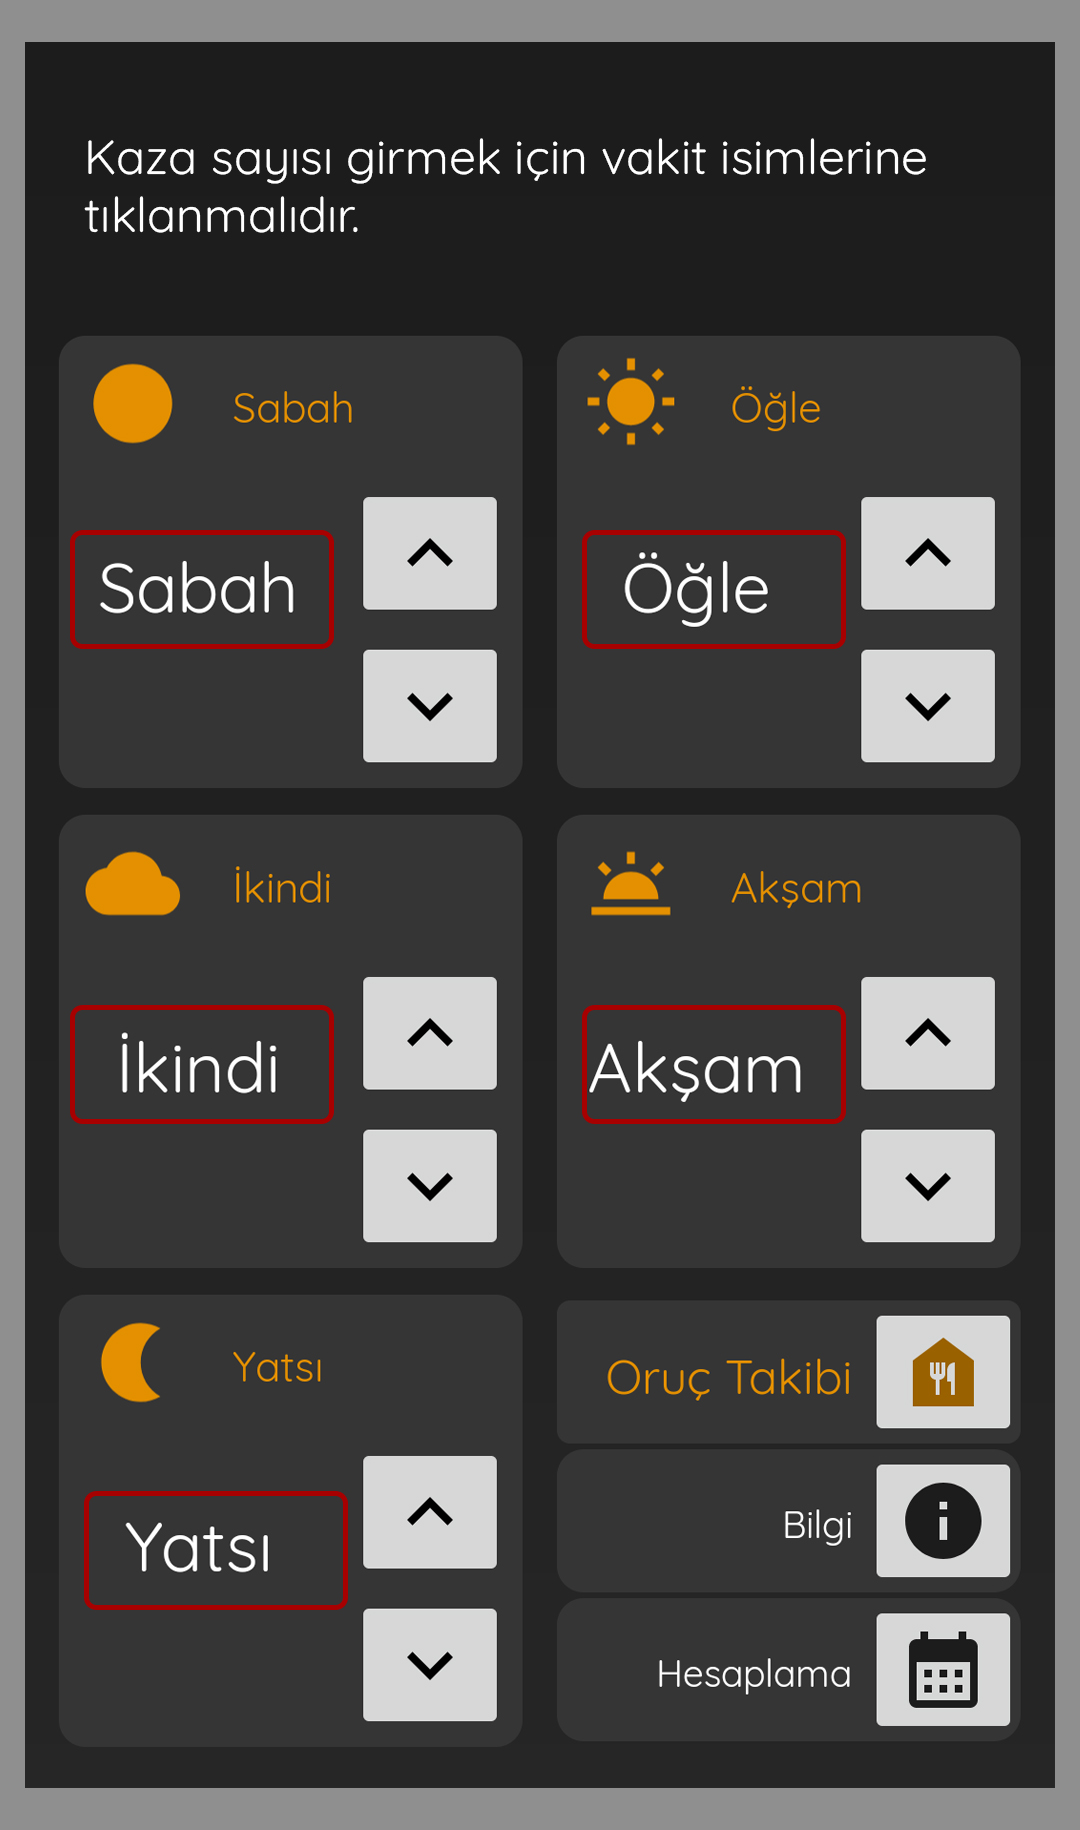 Kaza sayısı girmek için vakit isimlerine
tıklanmalıdır.
Sabah
Öğle
Sabah
Öğle
İkindi
Akşam
İkindi
Akşam
Yatsı
Oruç Takibi
Yatsı
Bilgi
Hesaplama